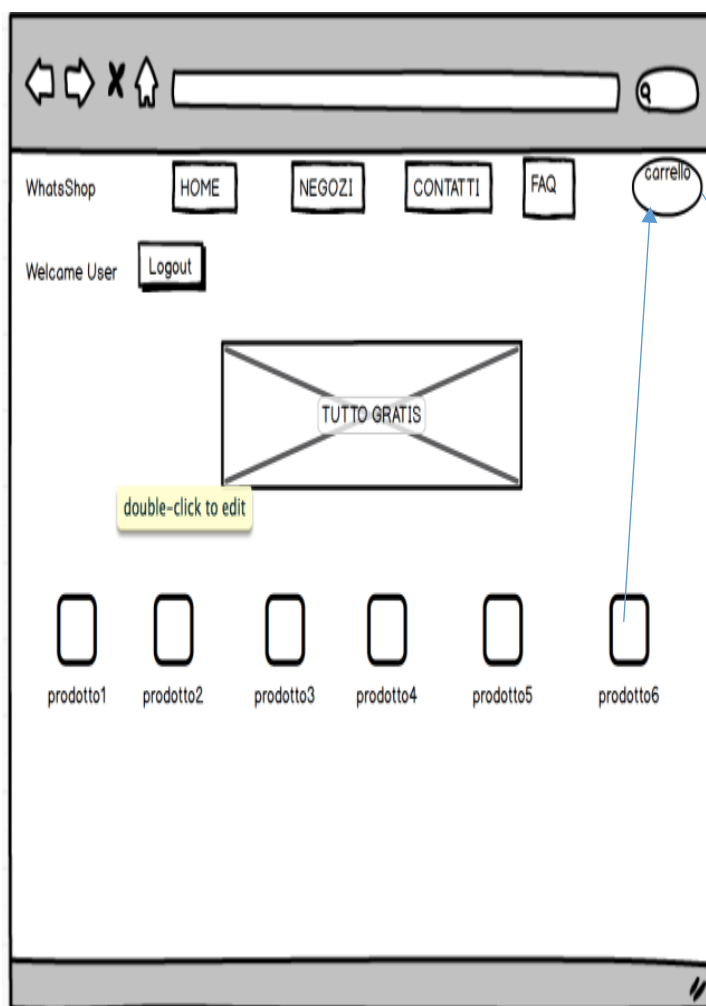 WhatsShop HOME NEGOZI CONTATTI FAQ carrello
Welcame User Logout
TUTTO GRATIS
double-click to edit
prodotto1 prodotto2 prodotto3 prodotto4 prodotto5 prodotto6